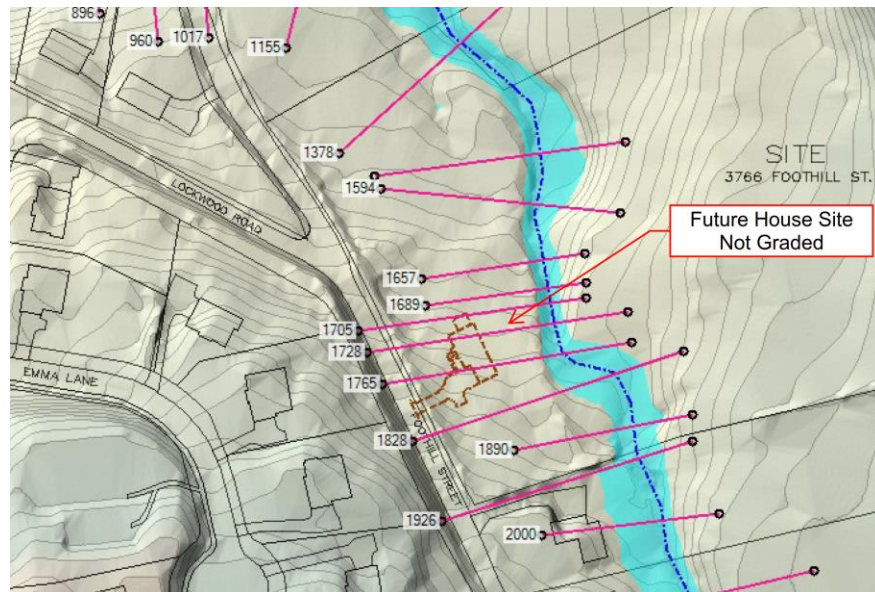 896
960
1017
1155
1378
1594
LOCKWOOD ROAD
SITE
3766 FOOTHILL ST.
Future House Site
Not Graded
1657
1689
1705
1728
1765
EMMA LANE
1828
FOOTHILL STREET
1890
1926
2000